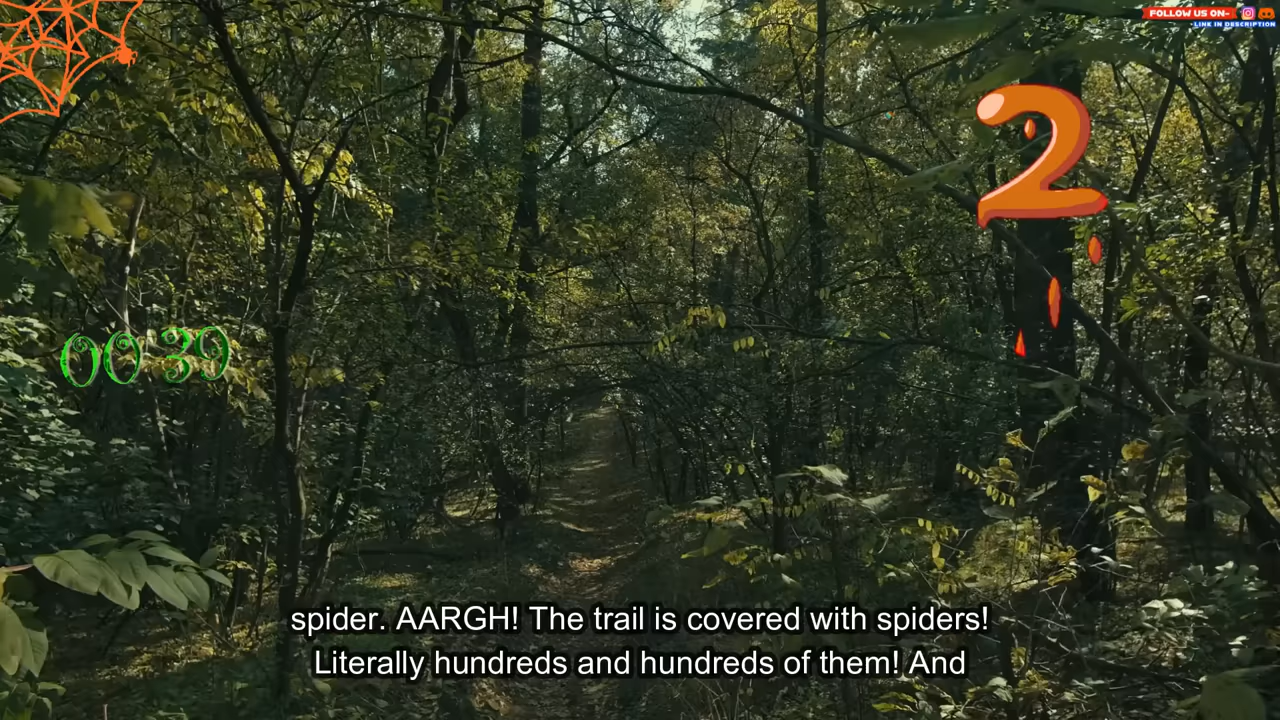 FOLLOW US ON-
-LINK IN DESCRIPTION
2
00 39
spider. AARGH! The trail is covered with spiders!
Literally hundreds and hundreds of them! And